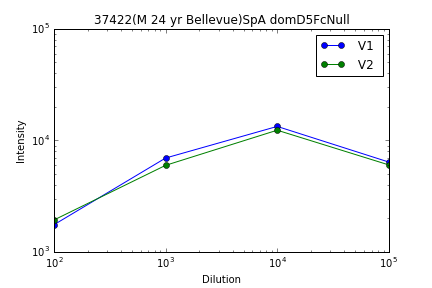 37422(M 24 yr Bellevue)SpA domD5FcNull
V1
V2
Intensity
10^5
10^4
10^3
10^2
10^3
10^4
10^5
Dilution